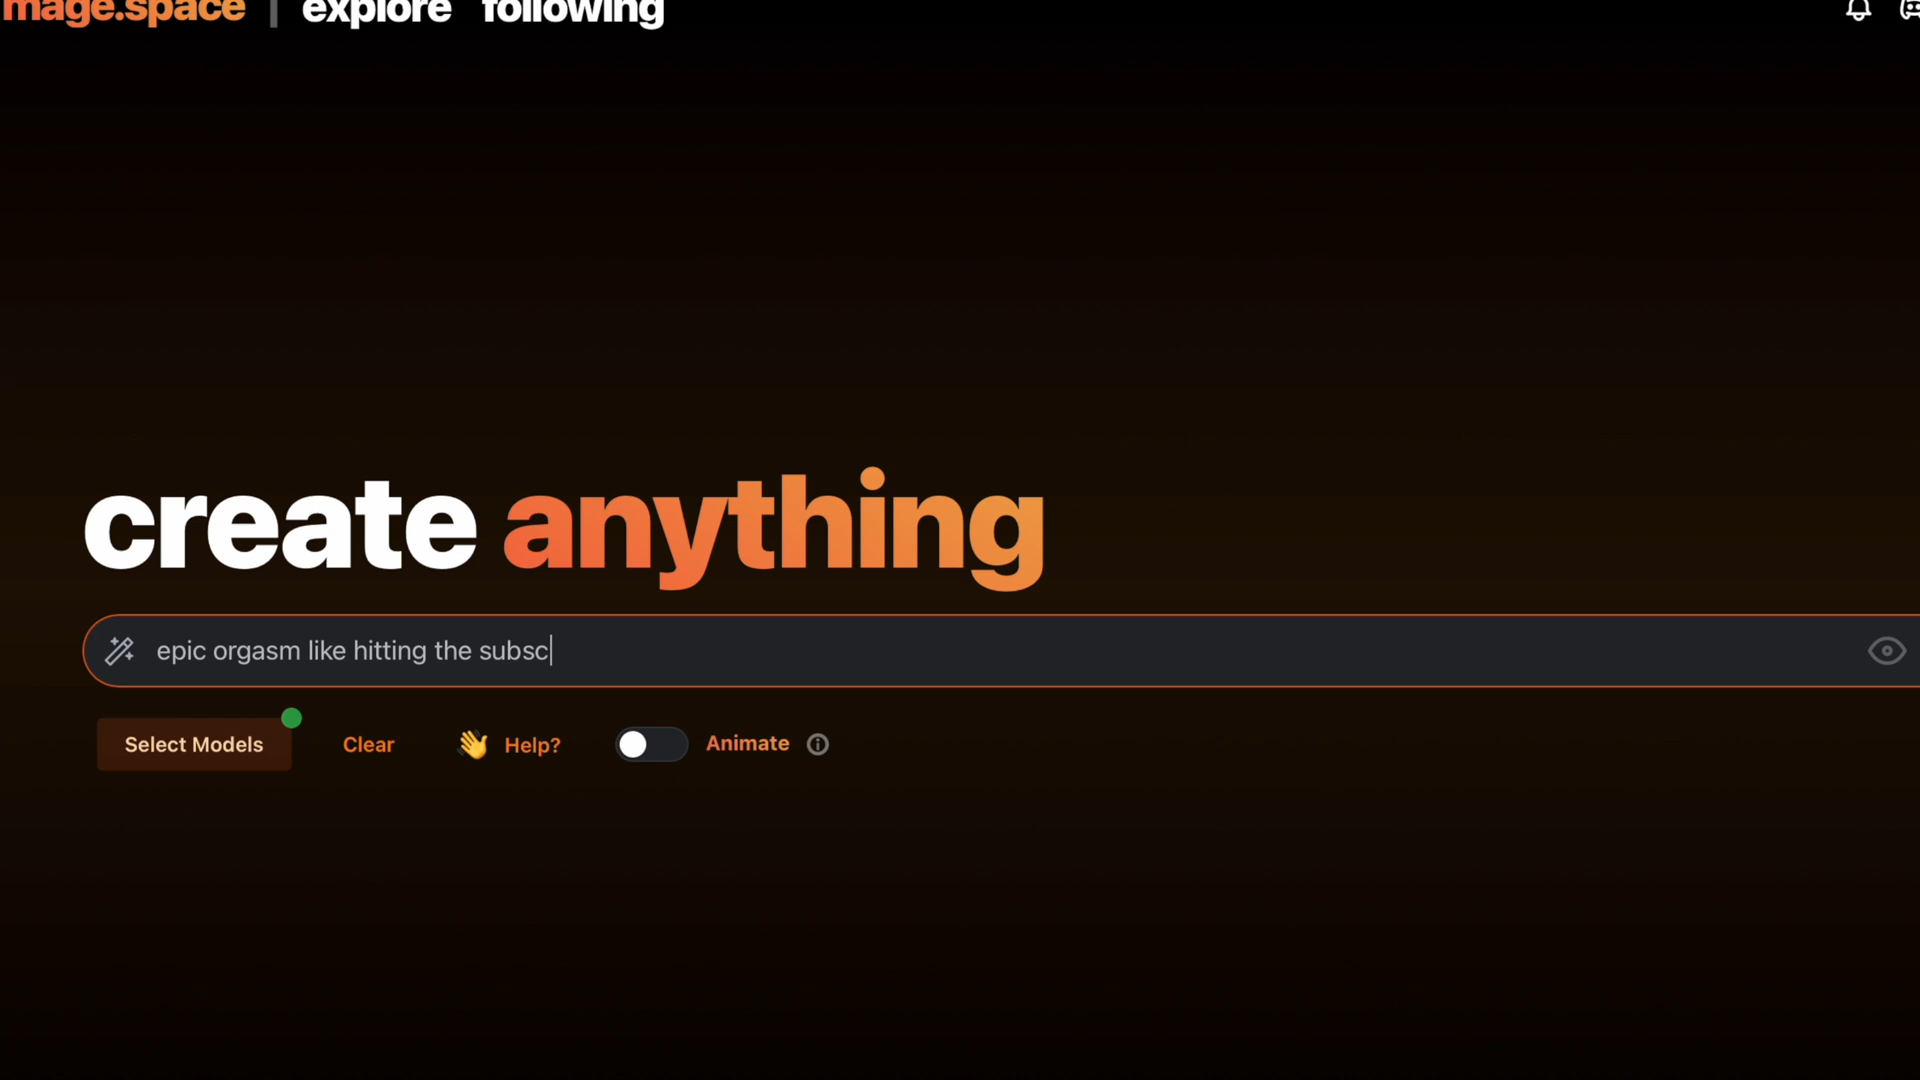 mage.space | explore following
create anything
epic orgasm like hitting the subsc
Select Models Clear 👋 Help? Animate